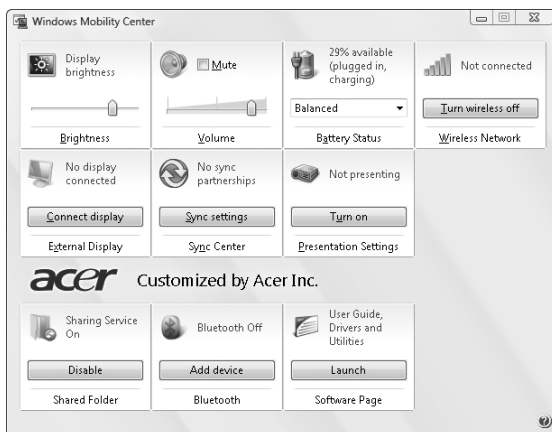 Windows Mobility Center
Display
brightness
Brightness
Mute
Volume
29% available
(plugged in,
charging)
Balanced
Battery Status
Not connected
Turn wireless off
Wireless Network
No display
connected
Connect display
External Display
No sync
partnerships
Sync settings
Sync Center
Not presenting
Turn on
Presentation Settings
acer Customized by Acer Inc.
Sharing Service
On
Disable
Shared Folder
Bluetooth Off
Add device
Bluetooth
User Guide,
Drivers and
Utilities
Launch
Software Page